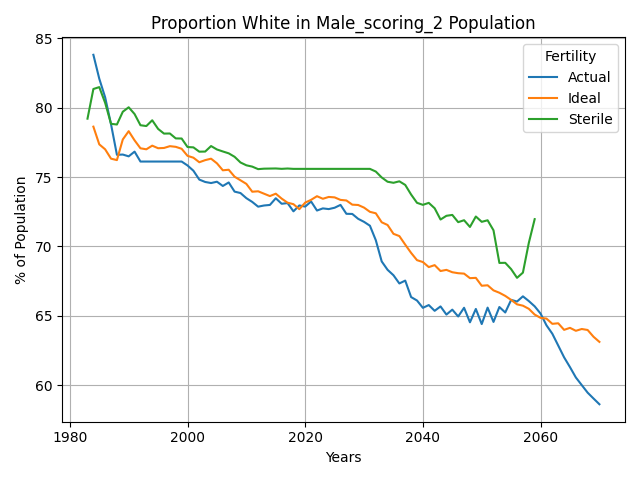 Proportion White in Male_scoring_2 Population
% of Population
85
80
75
70
65
60
Fertility
Actual
Ideal
Sterile
1980
2000
2020
2040
2060
Years